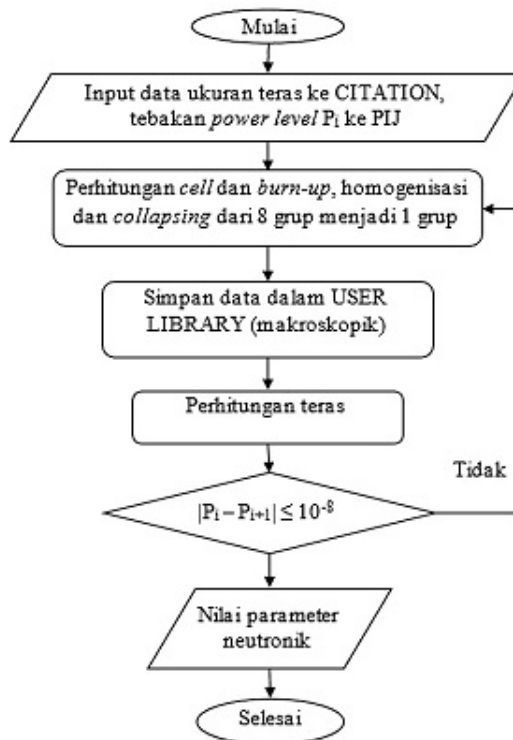 Mulai
Input data ukuran teras ke CITATION,
tebakan power level Pi ke PIJ
Perhitungan cell dan burn-up, homogenisasi
dan collapsing dari 8 grup menjadi 1 grup
Simpan data dalam USER
LIBRARY (makroskopik)
Perhitungan teras
Tidak
|Pi – Pi+1| ≤ 10-8
Nilai parameter
neutronik
Selesai